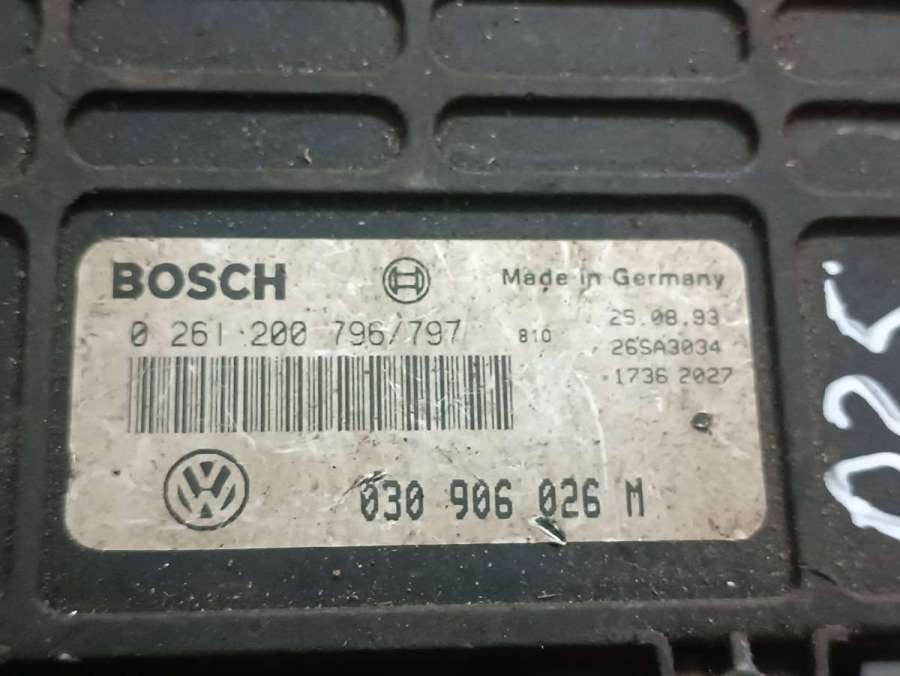 BOSCH
Made in Germany
0 261 200 796/797
810
25.08.93
26SA3034
1736 2027
030 906 026 M
025